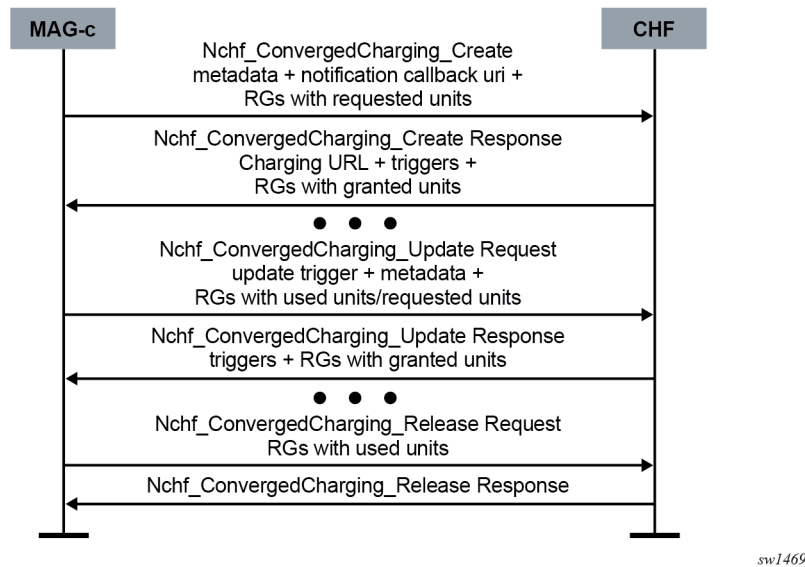 MAG-c
CHF
Nchf_ConvergedCharging_Create
metadata + notification callback uri +
RGs with requested units
Nchf_ConvergedCharging_Create Response
Charging URL + triggers +
RGs with granted units
Nchf_ConvergedCharging_Update Request
update trigger + metadata +
RGs with used units/requested units
Nchf_ConvergedCharging_Update Response
triggers + RGs with granted units
Nchf_ConvergedCharging_Release Request
RGs with used units
Nchf_ConvergedCharging_Release Response
sw1469